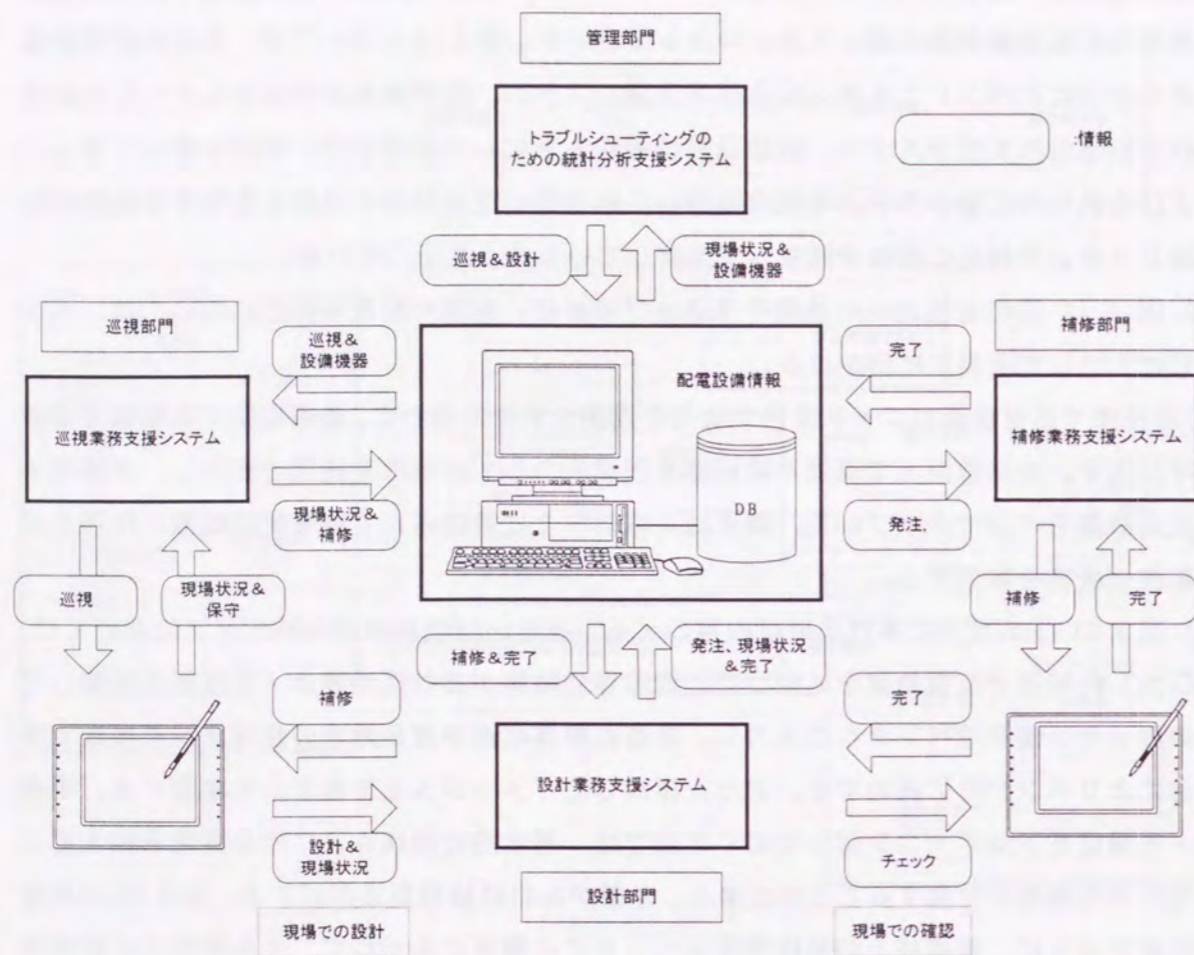 管理部門
トラブルシューティングの
ための統計分析支援システム
情報
巡視&設計
現場状況&
設備機器
巡視部門
巡視&
設備機器
完了
補修部門
配電設備情報
巡視業務支援システム
補修業務支援システム
DB
現場状況&
補修
発注、
巡視
現場状況&
保守
補修
完了
補修&完了
発注、現場状況
&完了
補修
完了
設計業務支援システム
設計&
現場状況
チェック
設計部門
現場での設計
現場での確認